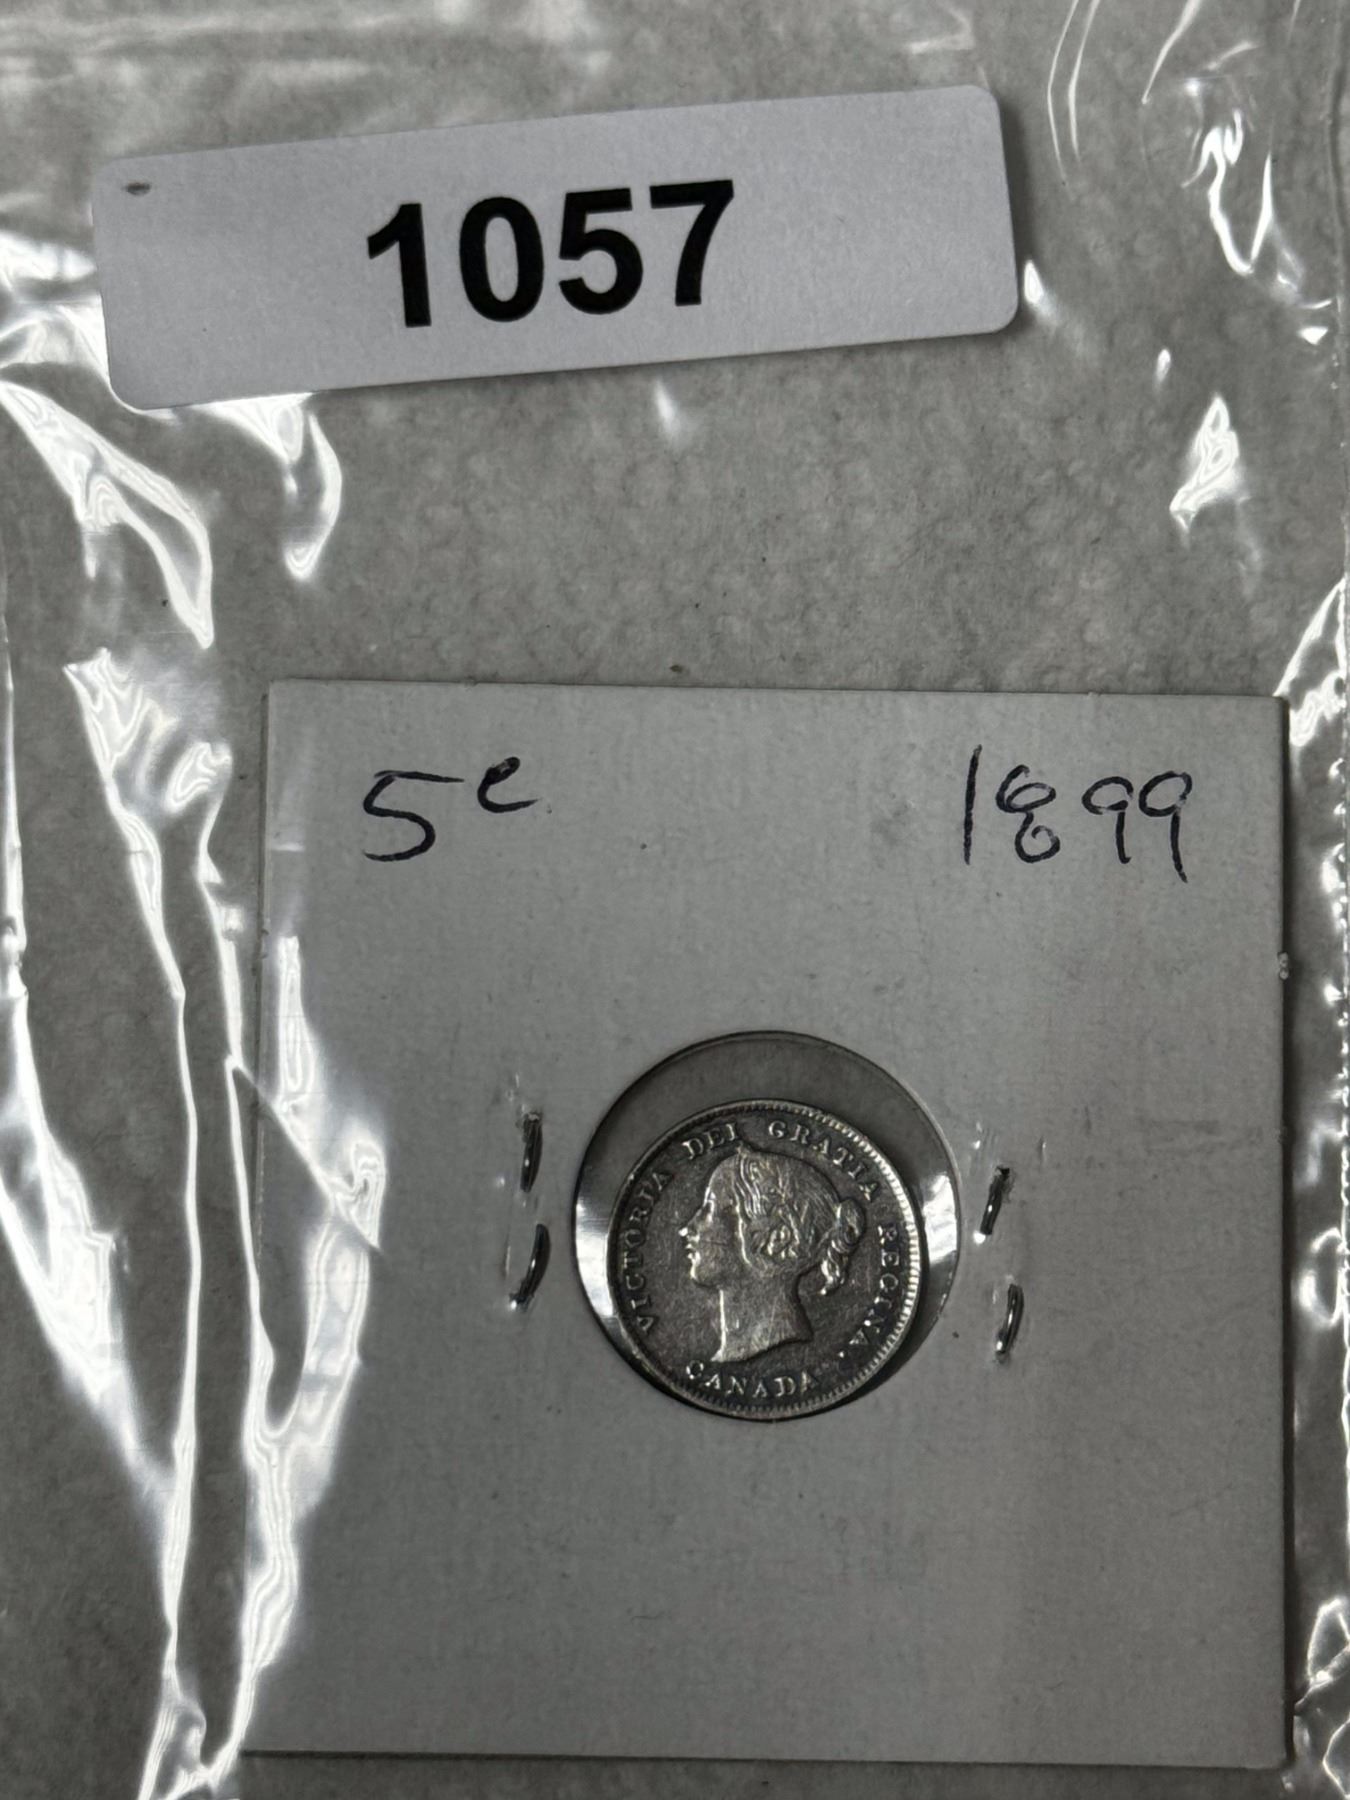 1057
5c 1899
VICTORIA DEI GRATIA REGINA.
CANADA